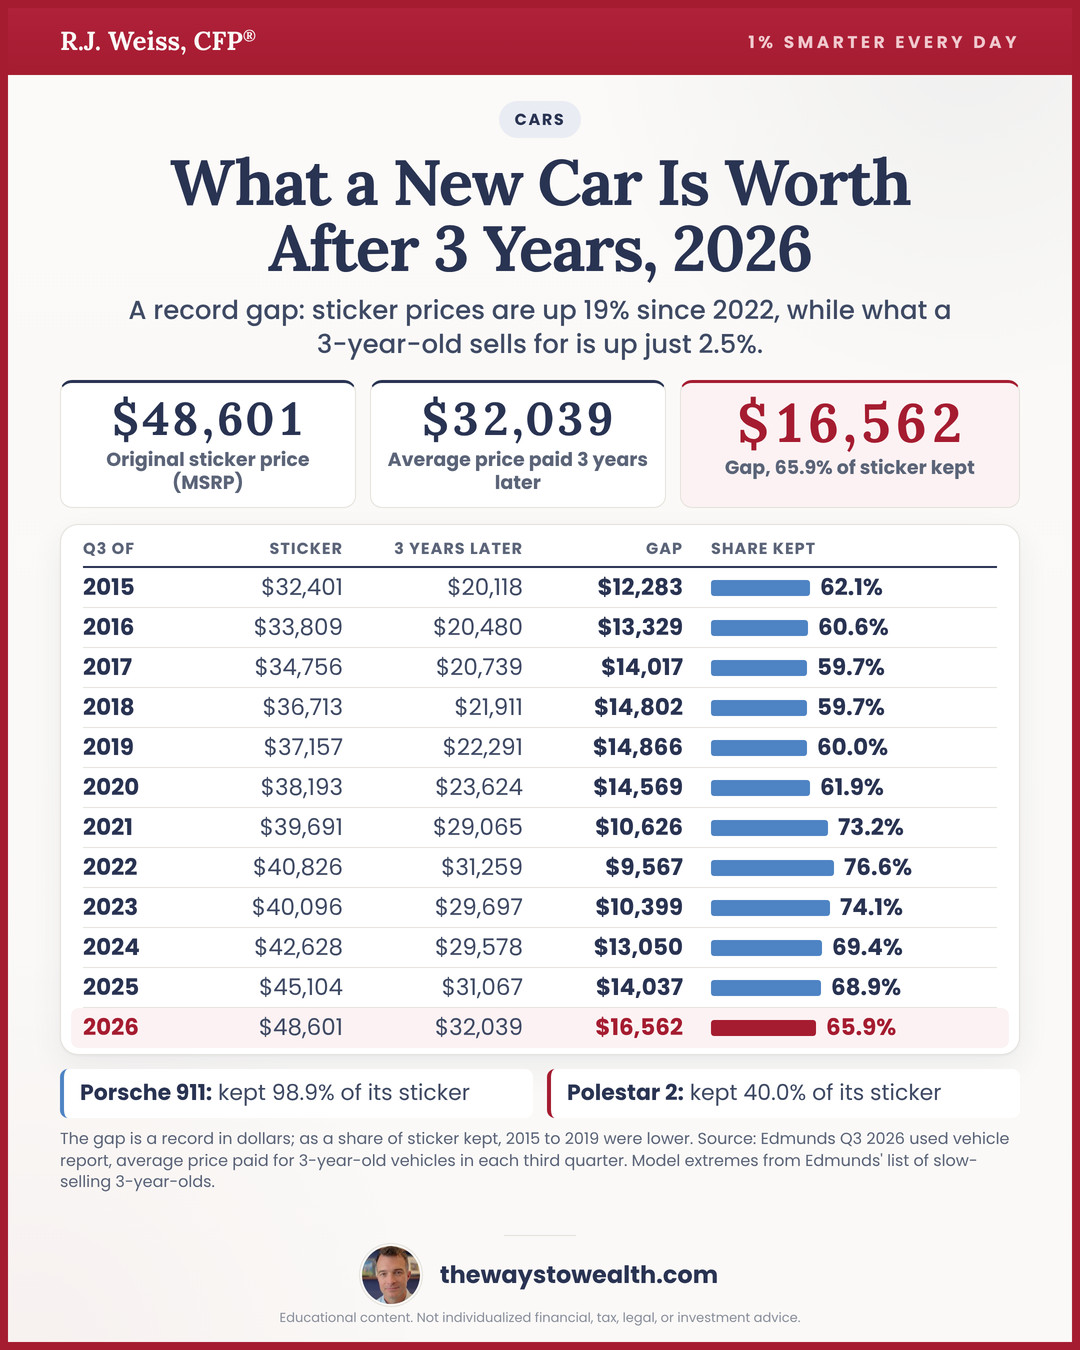 R.J. Weiss, CFP®
1% SMARTER EVERY DAY
CARS
What a New Car Is Worth
After 3 Years, 2026
A record gap: sticker prices are up 19% since 2022, while what a
3-year-old sells for is up just 2.5%.
$48,601
Original sticker price
(MSRP)
$32,039
Average price paid 3 years
later
$16,562
Gap, 65.9% of sticker kept
Q3 OF STICKER 3 YEARS LATER GAP SHARE KEPT
2015 $32,401 $20,118 $12,283 62.1%
2016 $33,809 $20,480 $13,329 60.6%
2017 $34,756 $20,739 $14,017 59.7%
2018 $36,713 $21,911 $14,802 59.7%
2019 $37,157 $22,291 $14,866 60.0%
2020 $38,193 $23,624 $14,569 61.9%
2021 $39,691 $29,065 $10,626 73.2%
2022 $40,826 $31,259 $9,567 76.6%
2023 $40,096 $29,697 $10,399 74.1%
2024 $42,628 $29,578 $13,050 69.4%
2025 $45,104 $31,067 $14,037 68.9%
2026 $48,601 $32,039 $16,562 65.9%
Porsche 911: kept 98.9% of its sticker
Polestar 2: kept 40.0% of its sticker
The gap is a record in dollars; as a share of sticker kept, 2015 to 2019 were lower. Source: Edmunds Q3 2026 used vehicle
report, average price paid for 3-year-old vehicles in each third quarter. Model extremes from Edmunds' list of slow-
selling 3-year-olds.
thewaystowealth.com
Educational content. Not individualized financial, tax, legal, or investment advice.